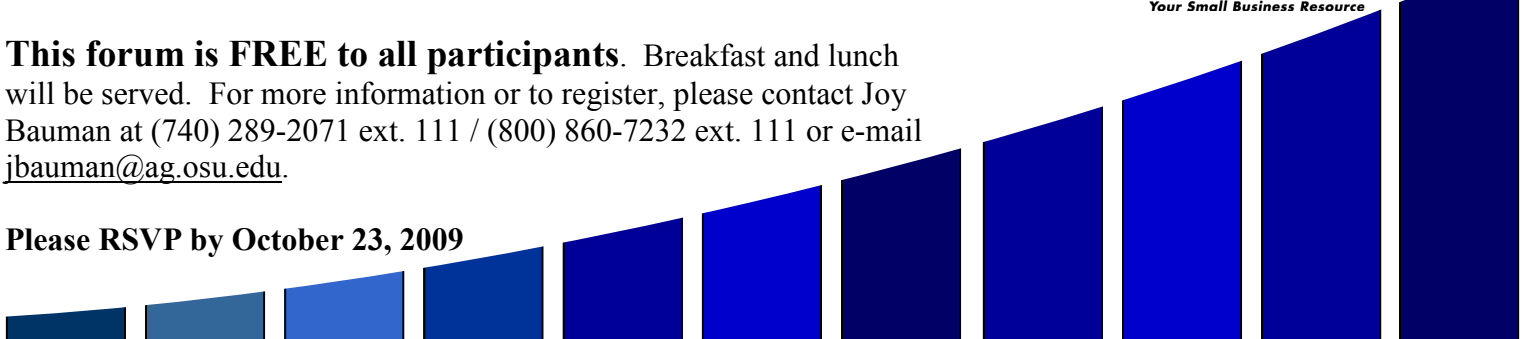 Your Small Business Resource
This forum is FREE to all participants.  Breakfast and lunch
will be served.  For more information or to register, please contact Joy
Bauman at (740) 289-2071 ext. 111 / (800) 860-7232 ext. 111 or e-mail
jbauman@ag.osu.edu.
Please RSVP by October 23, 2009